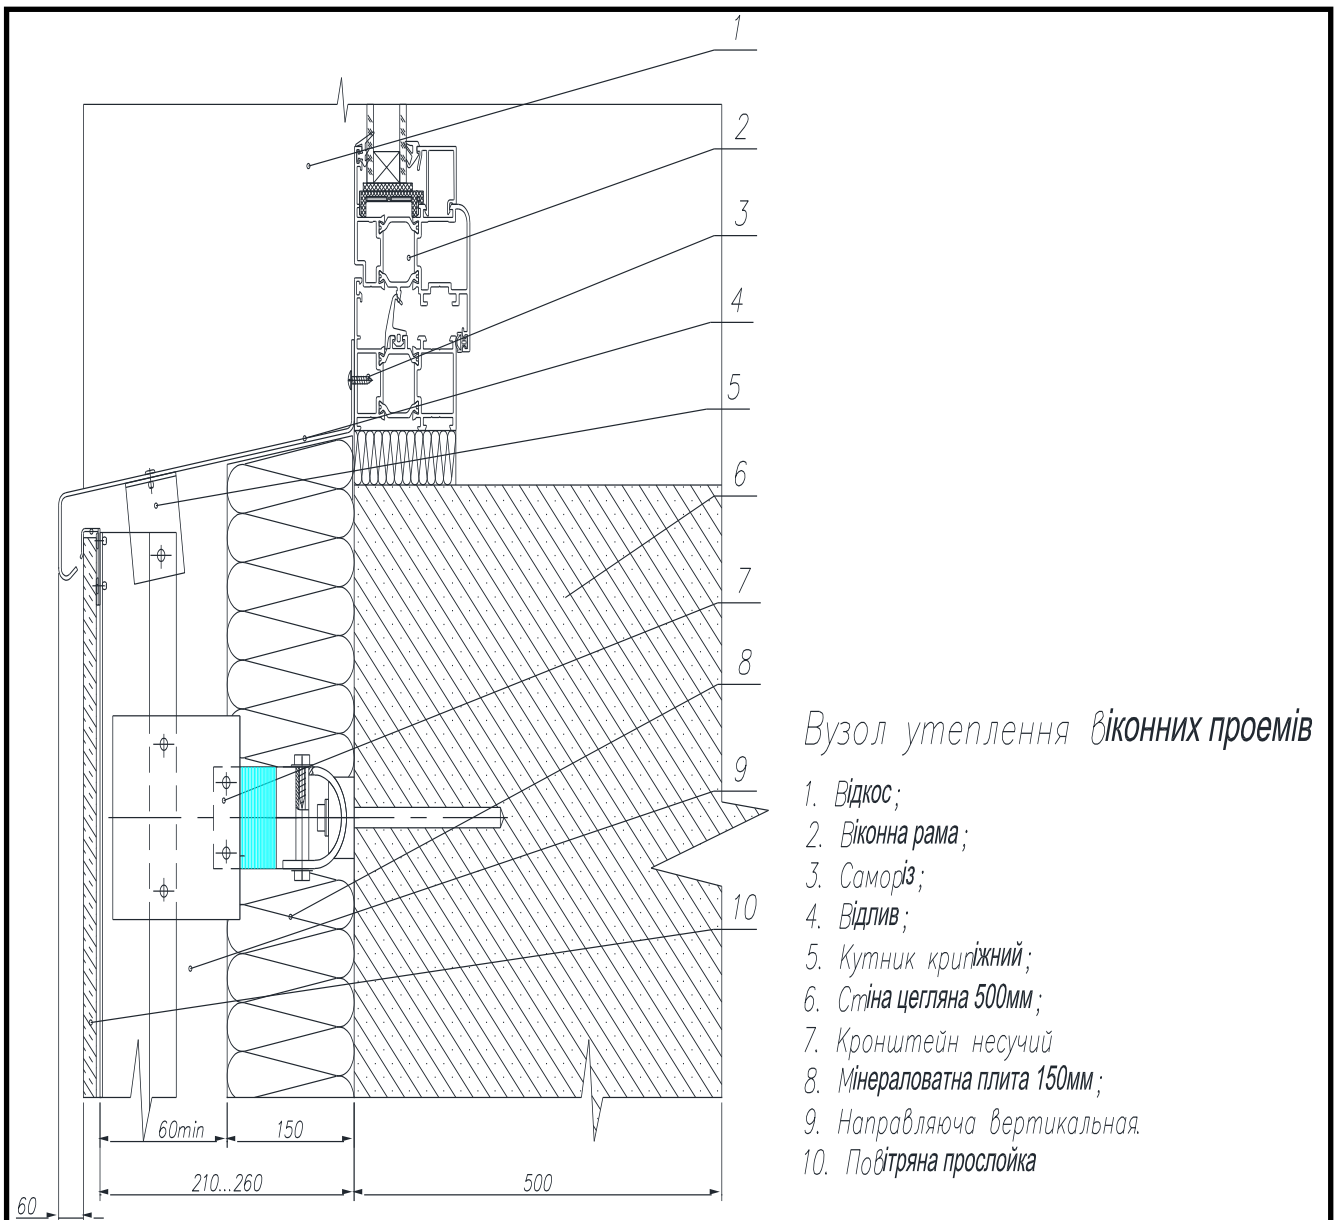 1
2
3
4
5
6
7
8
9
10
Вузол утеплення віконних проемів
1. Відкос;
2. Віконна рама;
3. Саморіз;
4. Відлив;
5. Кутник крипіжний;
6. Стіна цегляна 500мм;
7. Кронштейн несучий
8. Мінераловатна плита 150мм;
9. Направляюча вертикальная.
10. Повітряна прослойка
60min 150
210...260 500
60